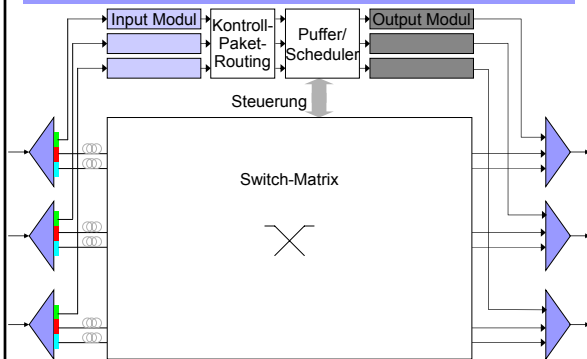 Input Modul
Kontroll-
Paket-
Routing
Puffer/
Scheduler
Output Modul
Steuerung
Switch-Matrix